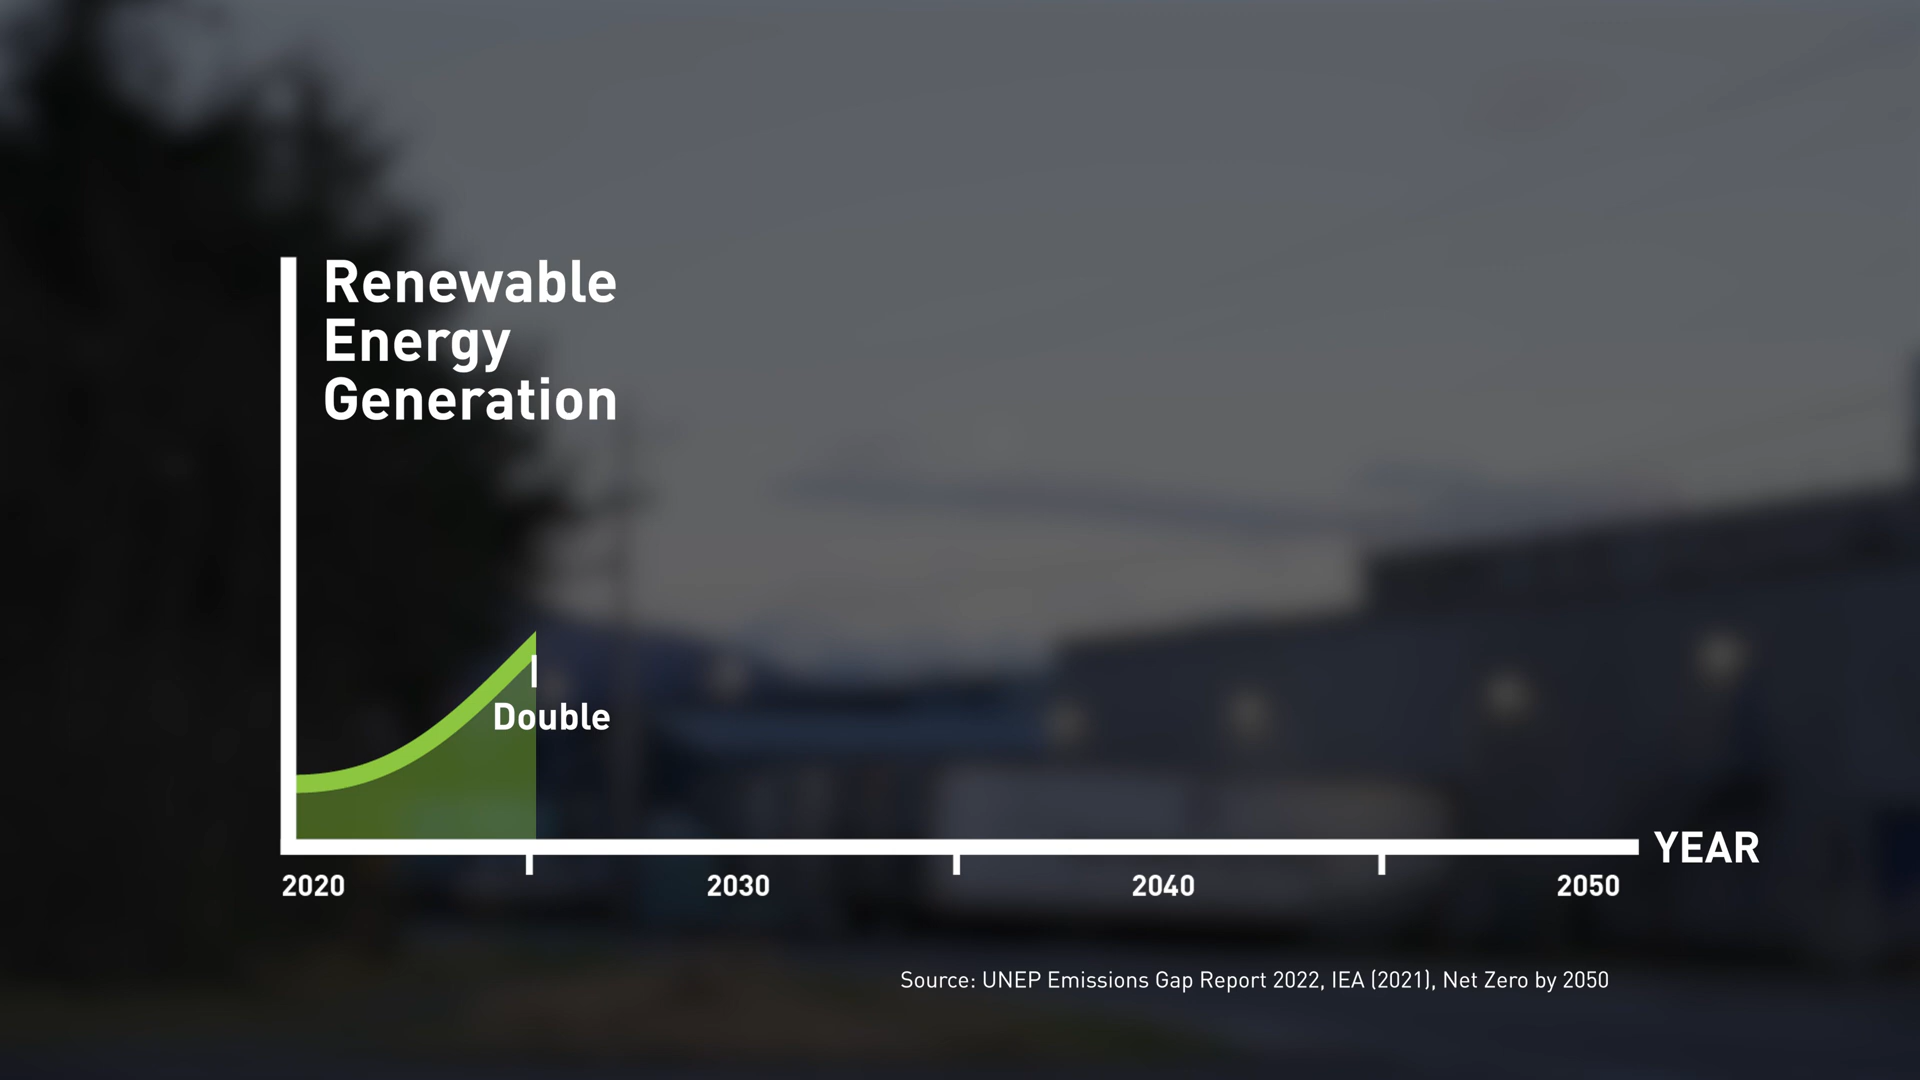 Renewable
Energy
Generation
Double
YEAR
2020 2030 2040 2050
Source: UNEP Emissions Gap Report 2022, IEA (2021), Net Zero by 2050